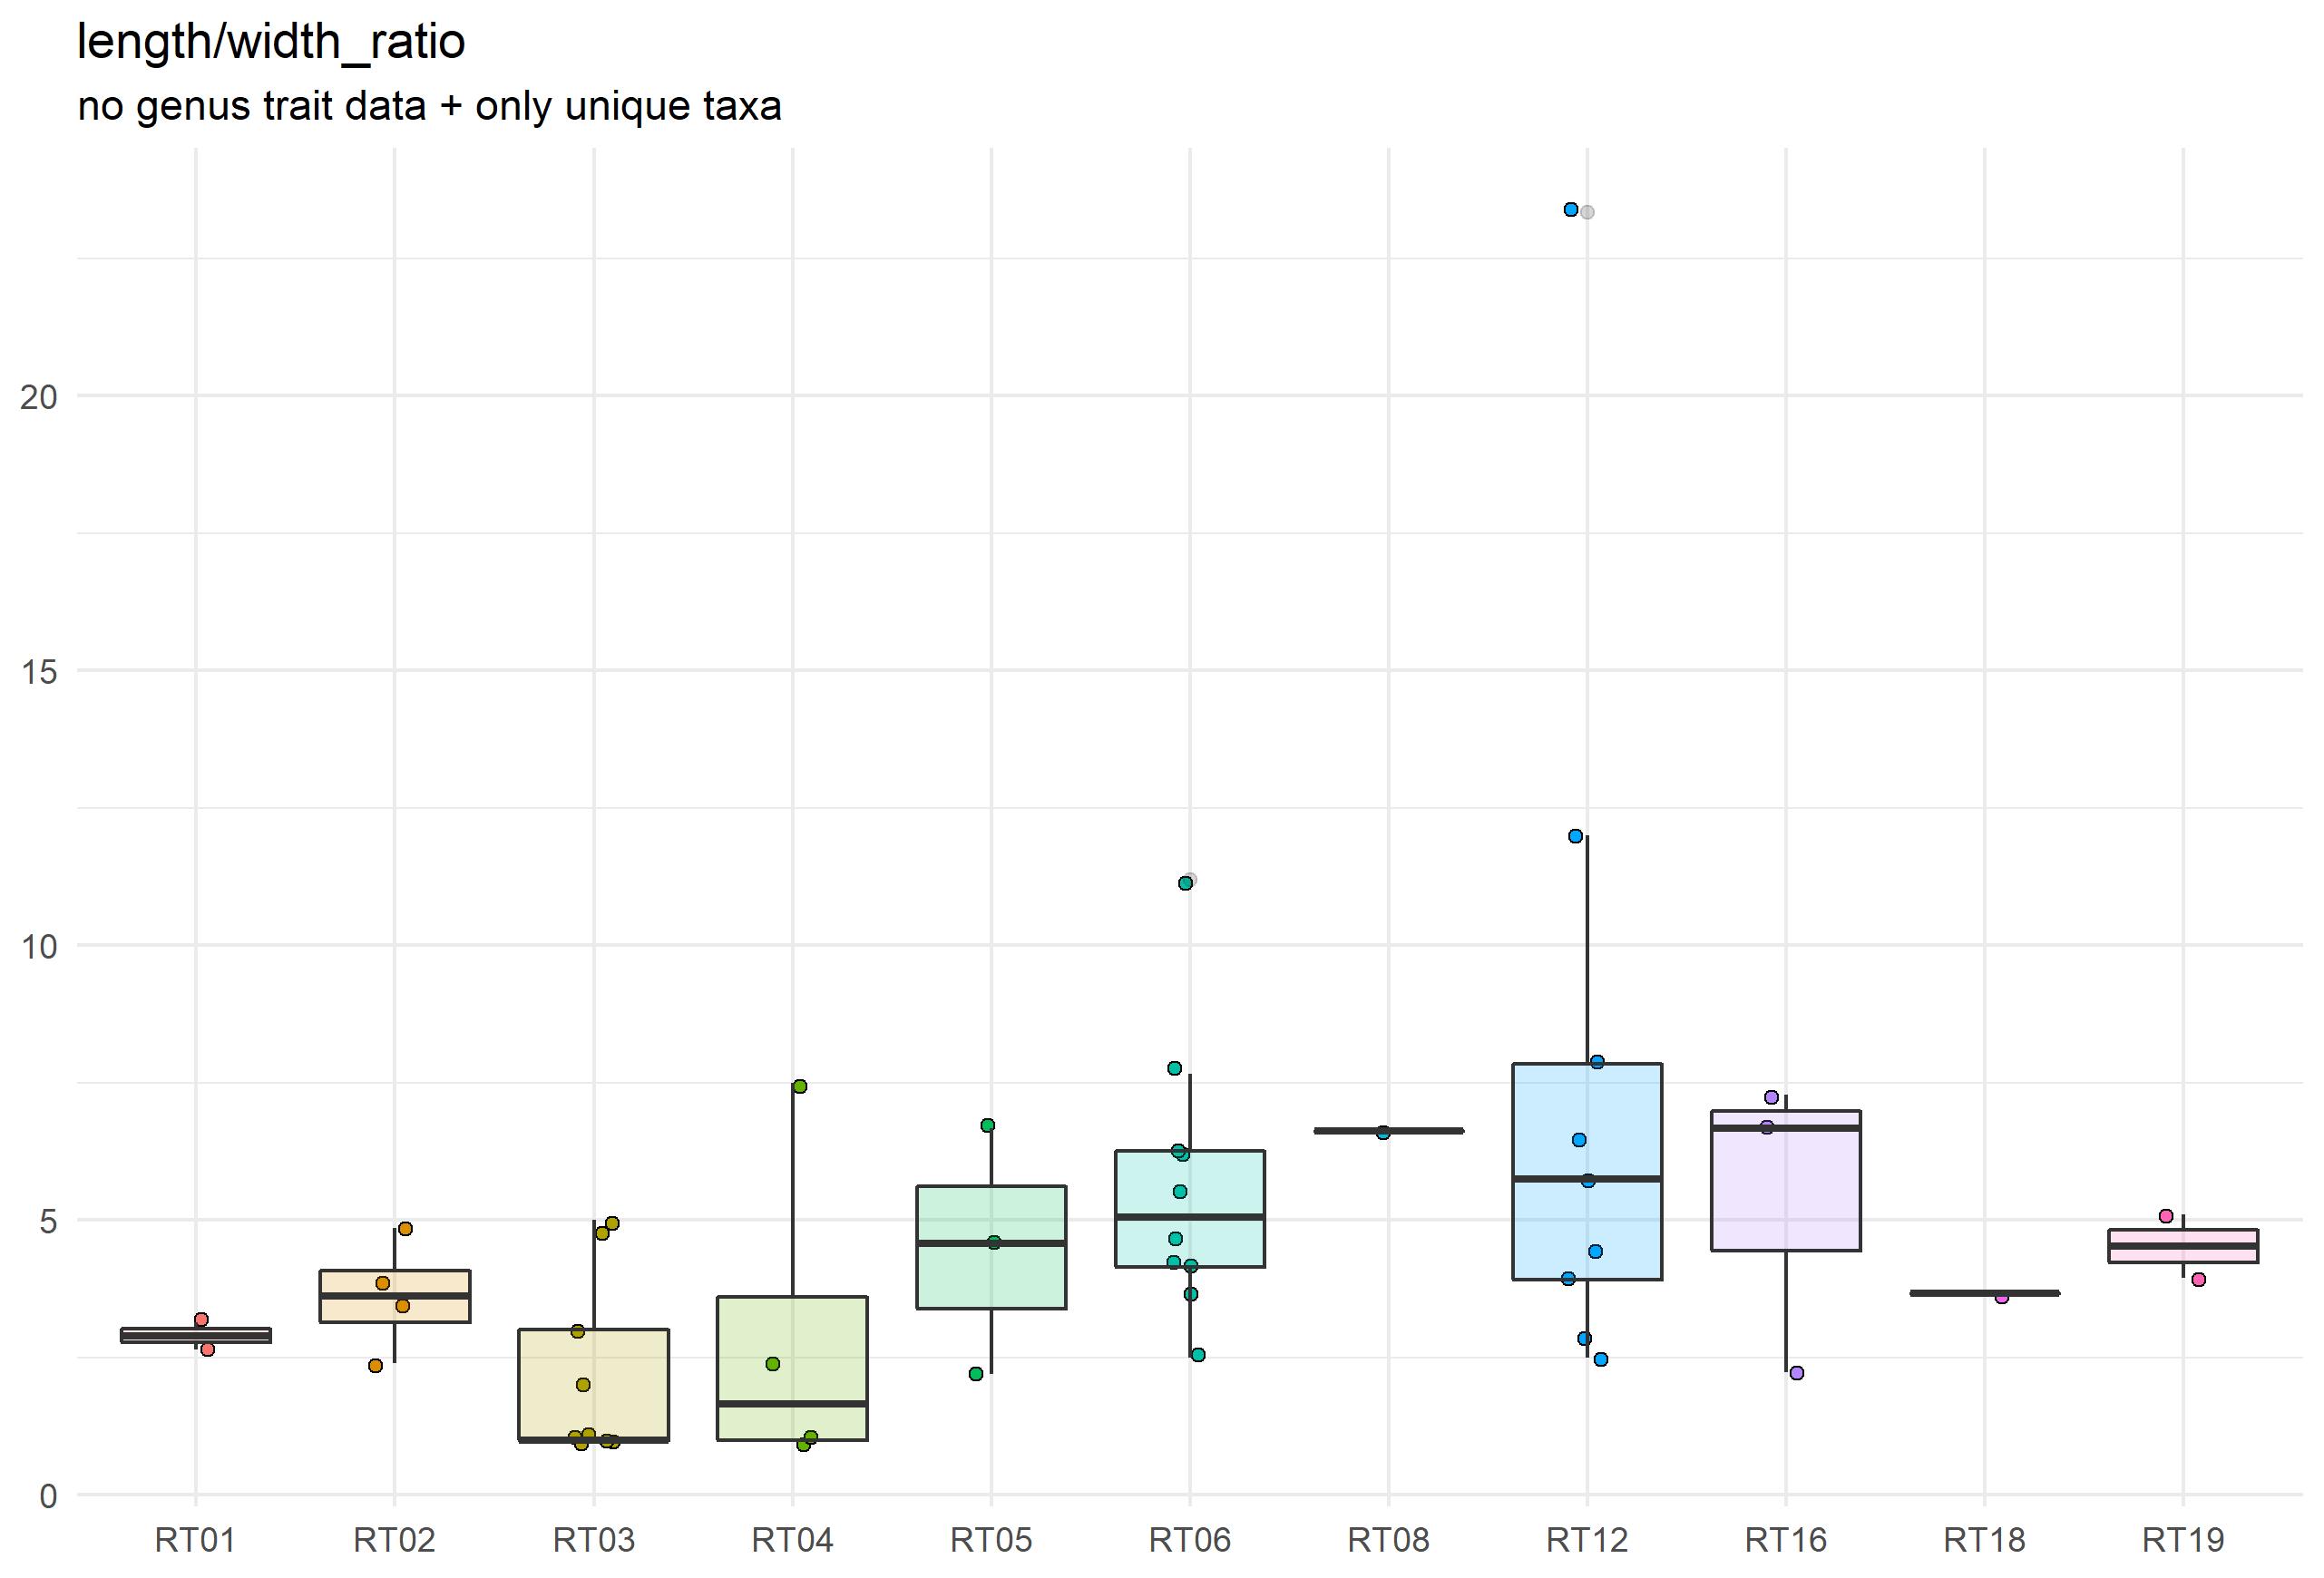 length/width_ratio
no genus trait data + only unique taxa
20
15
10
5
0
RT01 RT02 RT03 RT04 RT05 RT06 RT08 RT12 RT16 RT18 RT19